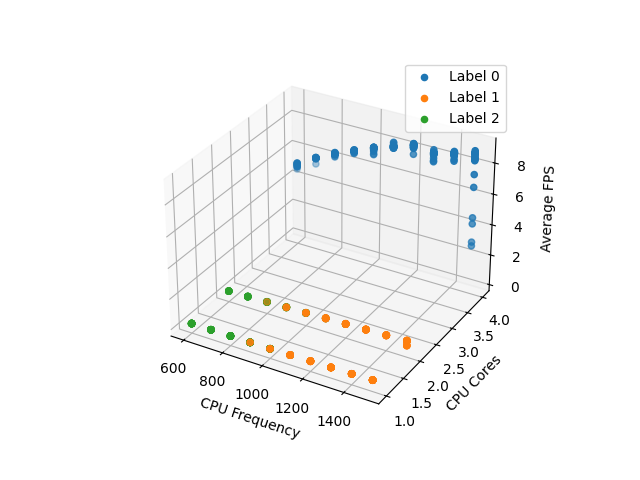 Label 0
Label 1
Label 2
600
800
1000
1200
1400
CPU Frequency
1.0
1.5
2.0
2.5
3.0
3.5
4.0
CPU Cores
0
2
4
6
8
Average FPS